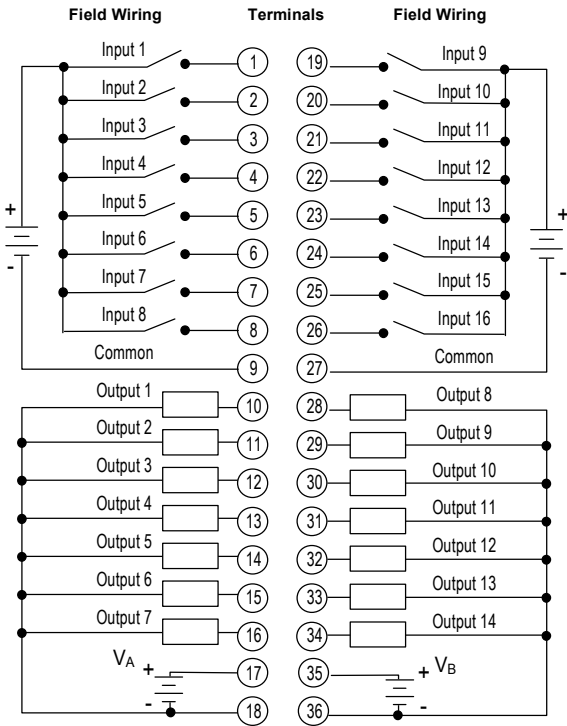 Field Wiring Terminals Field Wiring
Input 1 1 19 Input 9
Input 2 2 20 Input 10
Input 3 3 21 Input 11
Input 4 4 22 Input 12
Input 5 5 23 Input 13
+ +
Input 6 6 24 Input 14
- -
Input 7 7 25 Input 15
Input 8 8 26 Input 16
Common 9 27 Common
Output 1 10 28 Output 8
Output 2 11 29 Output 9
Output 3 12 30 Output 10
Output 4 13 31 Output 11
Output 5 14 32 Output 12
Output 6 15 33 Output 13
Output 7 16 34 Output 14
VA + 17 35 + VB
- 18 36 -